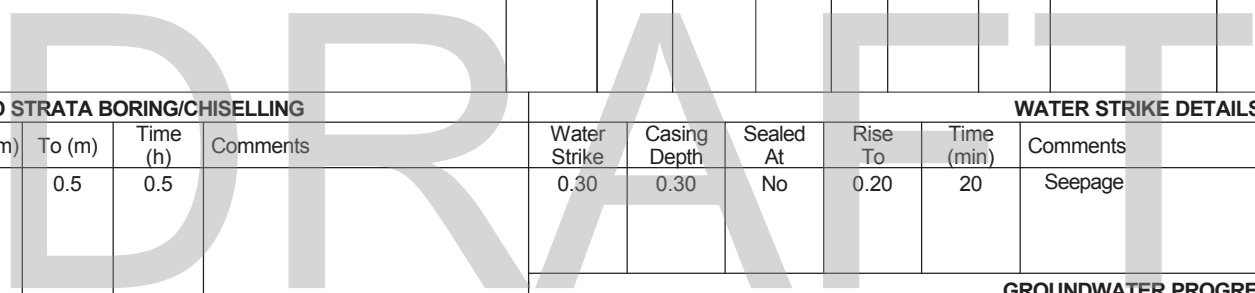 DRAFT
STRATA BORING/CHISELLING WATER STRIKE DETAILS
To (m) Time (h) Comments Water Strike Casing Depth Sealed At Rise To Time (min) Comments
0.5 0.5 0.30 0.30 No 0.20 20 Seepage
GROUNDWATER